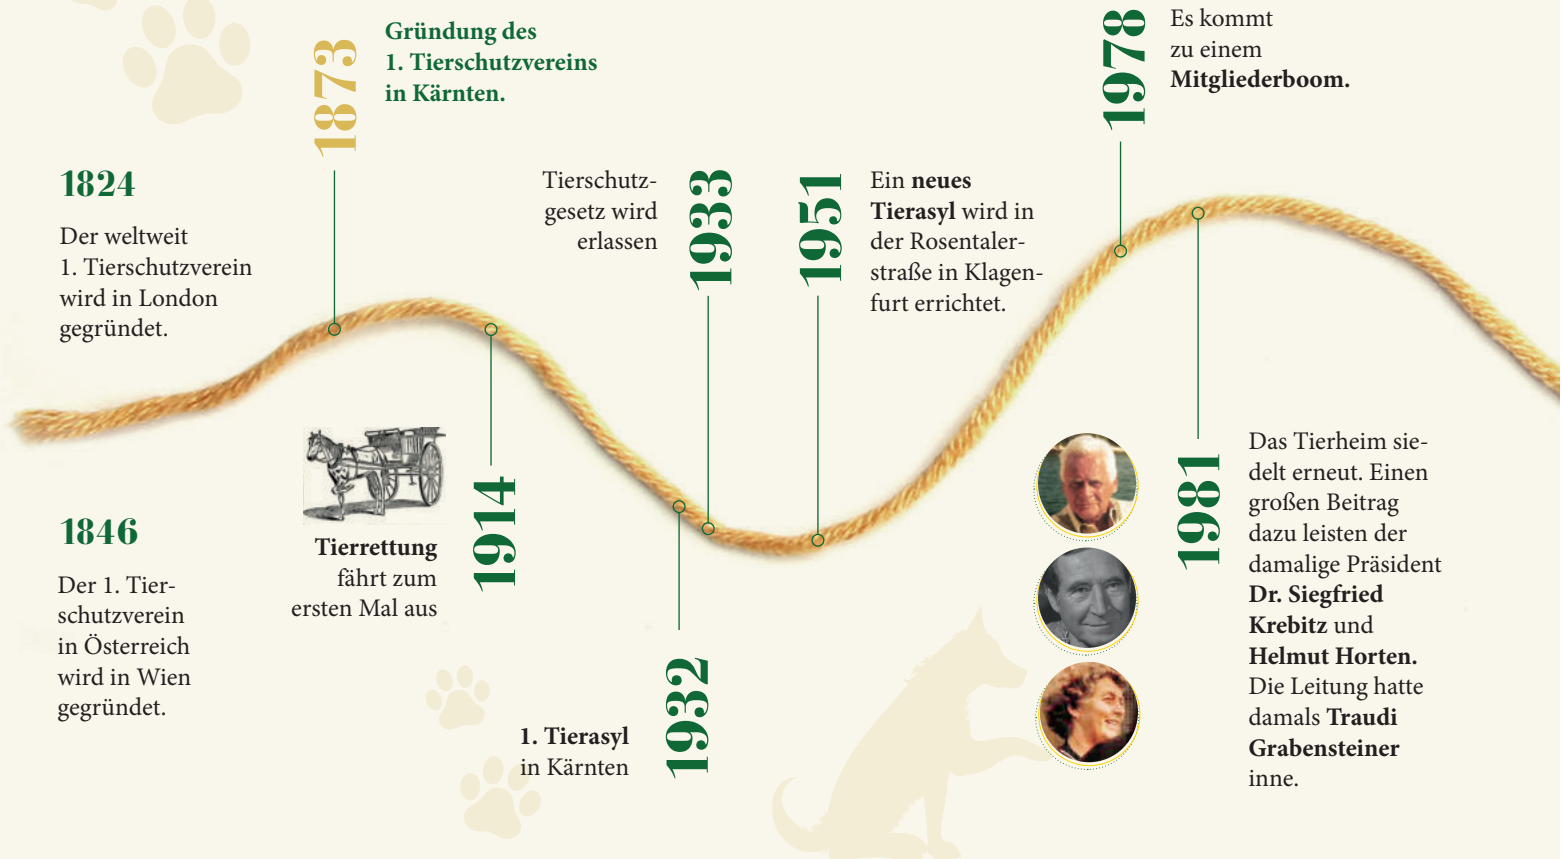 1824
Der weltweit
1. Tierschutzverein
wird in London
gegründet.
1846
Der 1. Tier-
schutzverein
in Österreich
wird in Wien
gegründet.
1873
Gründung des
1. Tierschutzvereins
in Kärnten.
1914
Tierrettung
fährt zum
ersten Mal aus
1932
1. Tierasyl
in Kärnten
1933
Tierschutz-
gesetz wird
erlassen
1951
Ein neues
Tierasyl wird in
der Rosentaler-
straße in Klagen-
furt errichtet.
1978
Es kommt
zu einem
Mitgliederboom.
1981
Das Tierheim sie-
delt erneut. Einen
großen Beitrag
dazu leisten der
damalige Präsident
Dr. Siegfried
Krebitz und
Helmut Horten.
Die Leitung hatte
damals Traudi
Grabensteiner
inne.